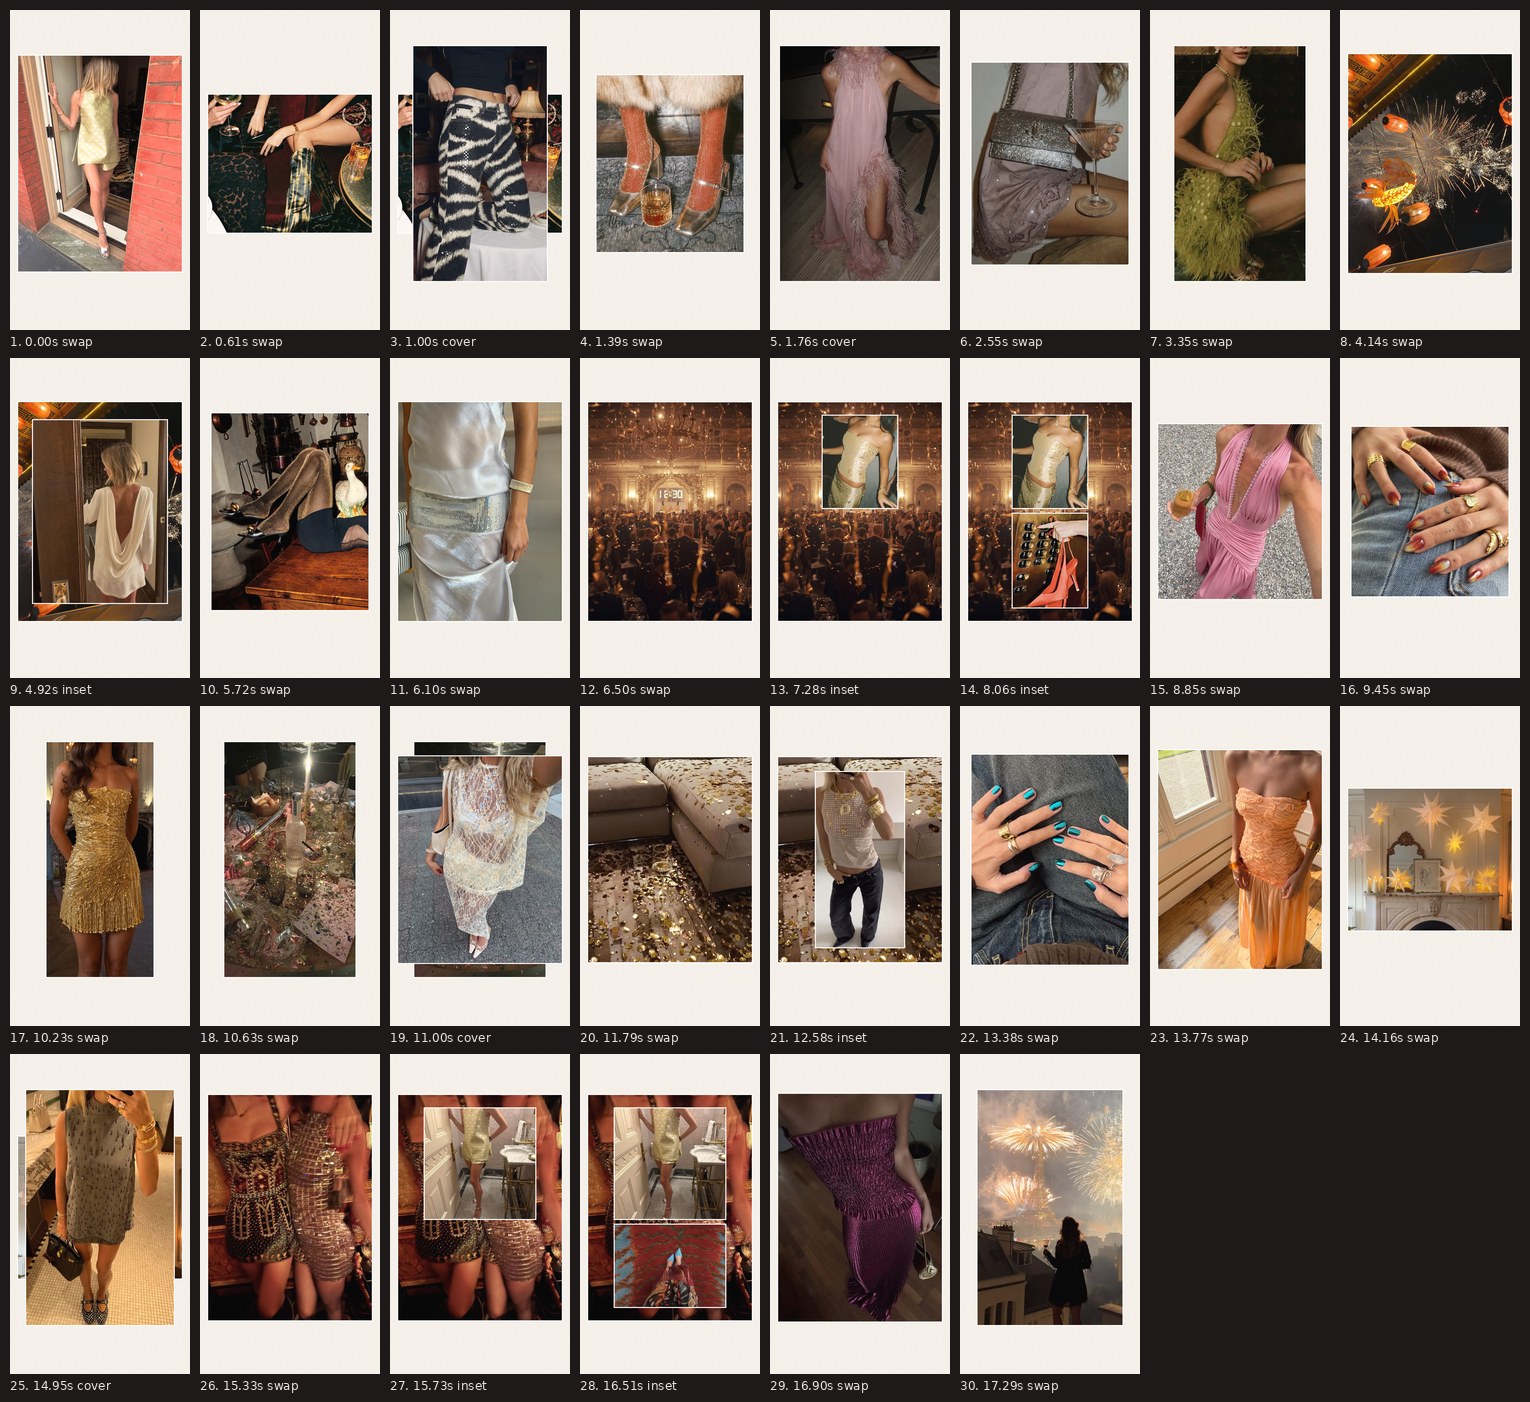 1. 0.00s swap
2. 0.61s swap
3. 1.00s cover
4. 1.39s swap
5. 1.76s cover
6. 2.55s swap
7. 3.35s swap
8. 4.14s swap
9. 4.92s inset
10. 5.72s swap
11. 6.10s swap
12. 6.50s swap
13. 7.28s inset
14. 8.06s inset
15. 8.85s swap
16. 9.45s swap
17. 10.23s swap
18. 10.63s swap
19. 11.00s cover
20. 11.79s swap
21. 12.58s inset
22. 13.38s swap
23. 13.77s swap
24. 14.16s swap
25. 14.95s cover
26. 15.33s swap
27. 15.73s inset
28. 16.51s inset
29. 16.90s swap
30. 17.29s swap